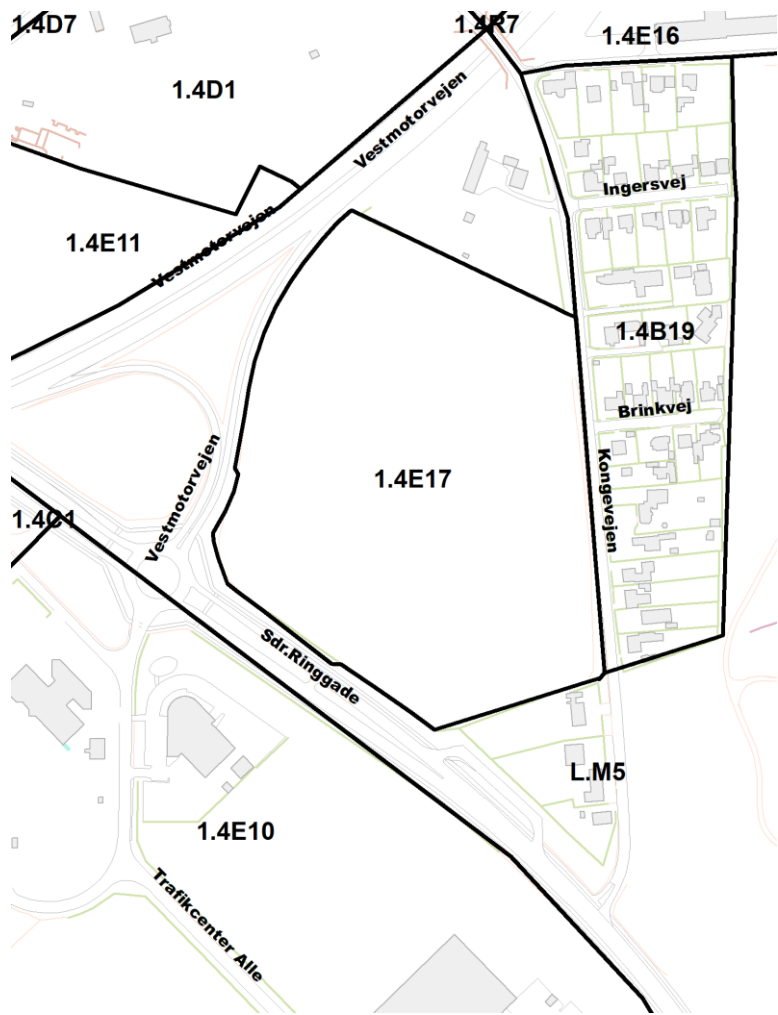 1.4D7
1.4R7
1.4E16
1.4D1
Vestmotorvejen
Ingersvej
1.4E11
Vestmotorvejen
1.4B19
Brinkvej
1.4E17
Kongevejen
Vestmotorvejen
1.4C1
Sdr.Ringgade
L.M5
1.4E10
Trafikcenter Alle